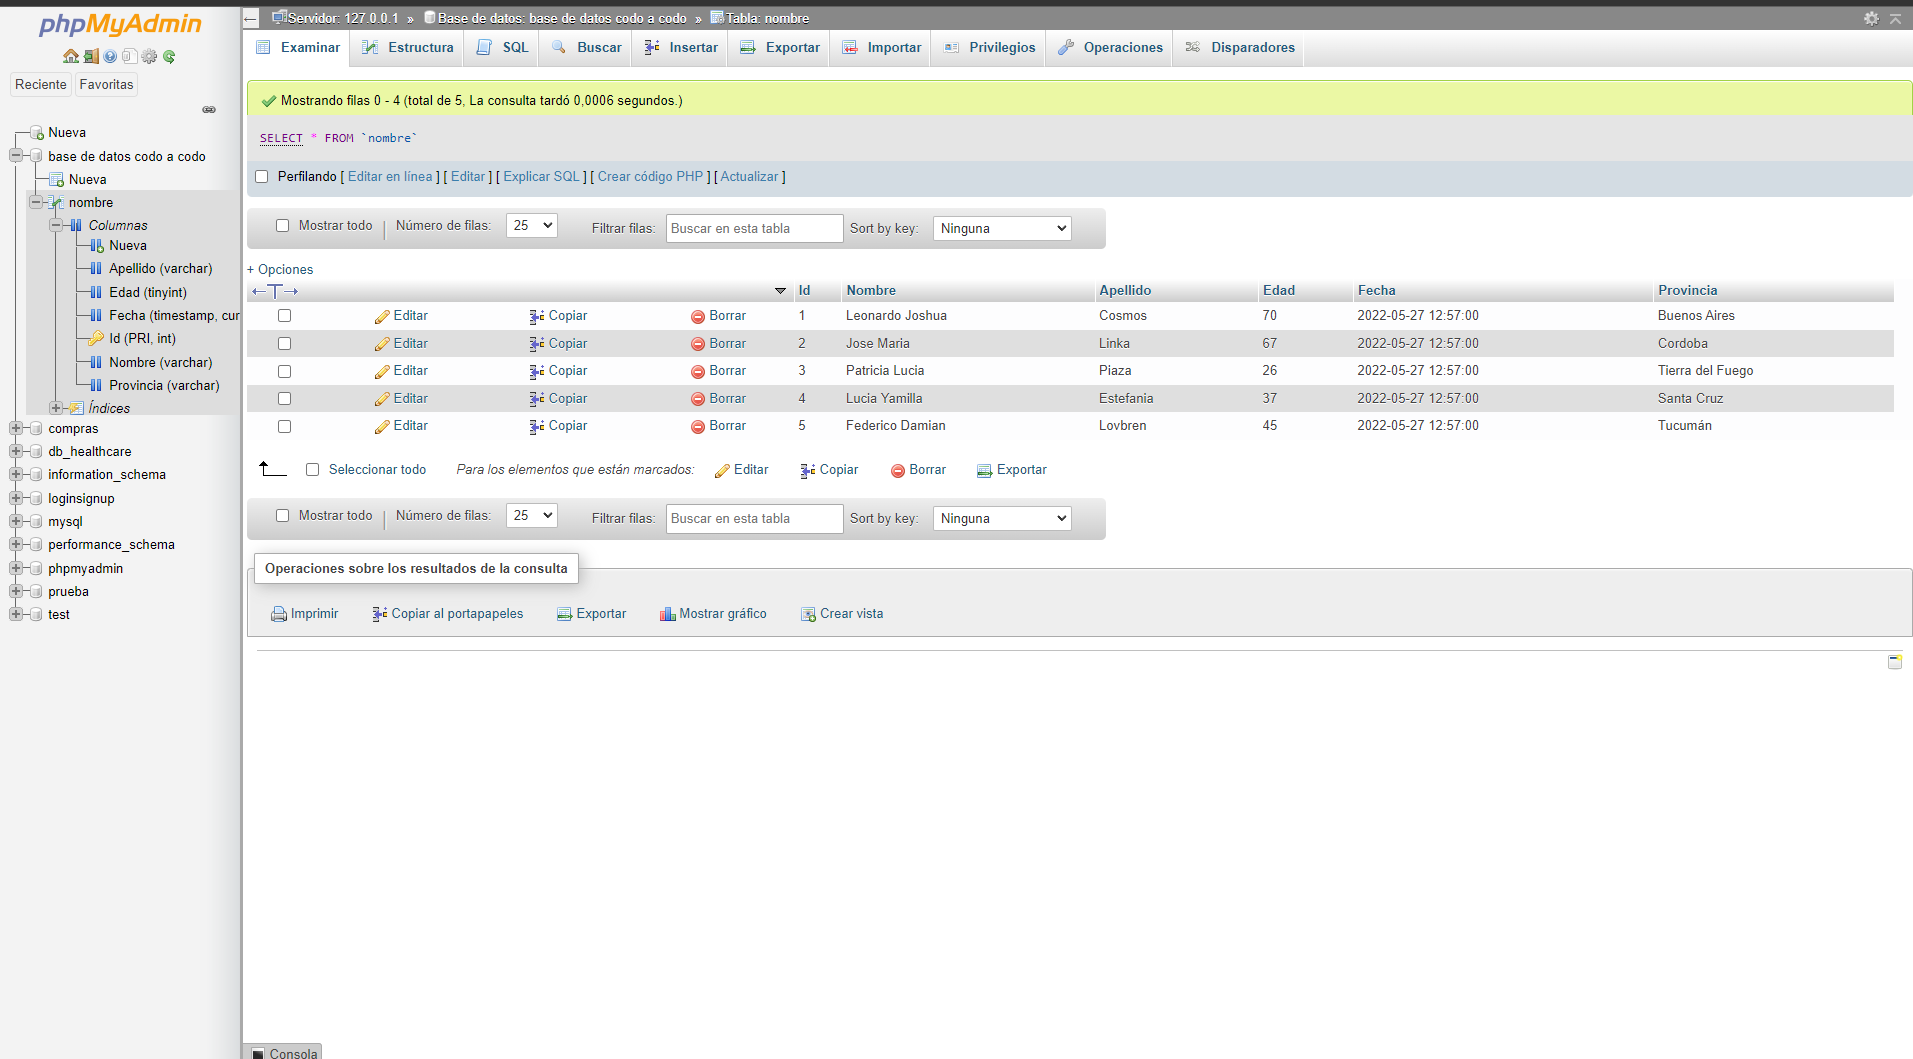 phpMyAdmin
Reciente Favoritas
Nueva
base de datos codo a codo
Nueva
nombre
Columnas
Nueva
Apellido (varchar)
Edad (tinyint)
Fecha (timestamp, cur
Id (PRI, int)
Nombre (varchar)
Provincia (varchar)
Índices
compras
db_healthcare
information_schema
loginsignup
mysql
performance_schema
phpmyadmin
prueba
test
Servidor: 127.0.0.1 » Base de datos: base de datos codo a codo » Tabla: nombre
Examinar Estructura SQL Buscar Insertar Exportar Importar Privilegios Operaciones Disparadores
Mostrando filas 0 - 4 (total de 5, La consulta tardó 0,0006 segundos.)
SELECT * FROM `nombre`
Perfilando [ Editar en línea ] [ Editar ] [ Explicar SQL ] [ Crear código PHP ] [ Actualizar ]
Mostrar todo | Número de filas: 25 Filtrar filas: Buscar en esta tabla Sort by key: Ninguna
+ Opciones
←T→ Id Nombre Apellido Edad Fecha Provincia
Editar Copiar Borrar 1 Leonardo Joshua Cosmos 70 2022-05-27 12:57:00 Buenos Aires
Editar Copiar Borrar 2 Jose Maria Linka 67 2022-05-27 12:57:00 Cordoba
Editar Copiar Borrar 3 Patricia Lucia Piaza 26 2022-05-27 12:57:00 Tierra del Fuego
Editar Copiar Borrar 4 Lucia Yamilla Estefania 37 2022-05-27 12:57:00 Santa Cruz
Editar Copiar Borrar 5 Federico Damian Lovbren 45 2022-05-27 12:57:00 Tucumán
Seleccionar todo Para los elementos que están marcados: Editar Copiar Borrar Exportar
Mostrar todo | Número de filas: 25 Filtrar filas: Buscar en esta tabla Sort by key: Ninguna
Operaciones sobre los resultados de la consulta
Imprimir Copiar al portapapeles Exportar Mostrar gráfico Crear vista
Consola